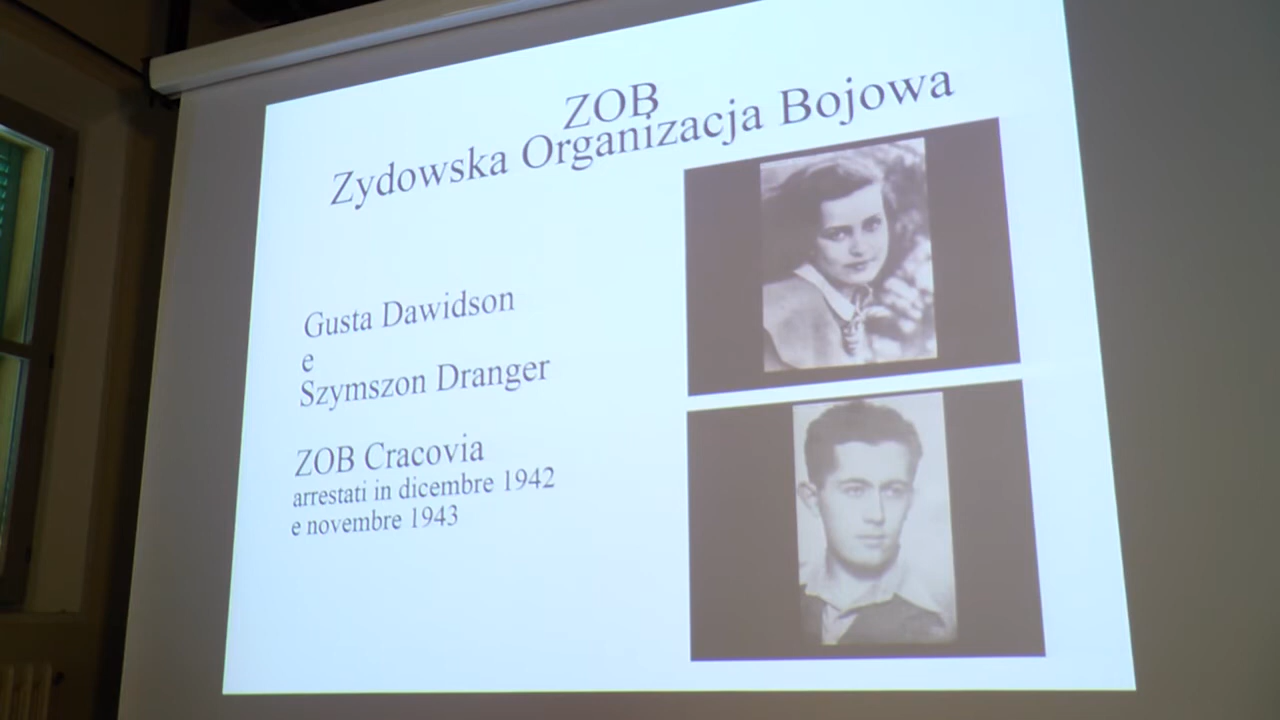 ZOB
Zydowska Organizacja Bojowa
Gusta Dawidson
e
Szymszon Dranger
ZOB Cracovia
arrestati in dicembre 1942
e novembre 1943